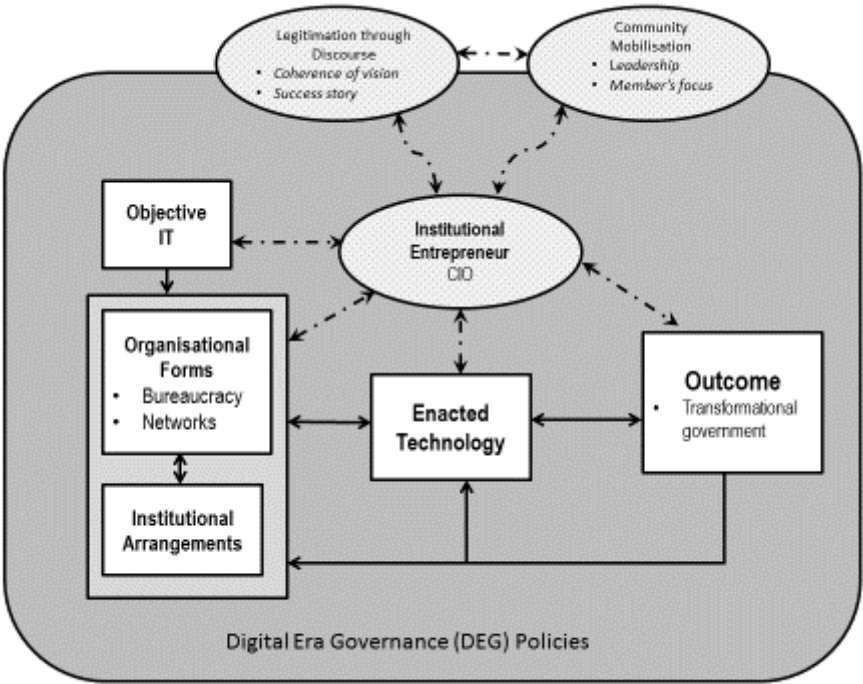 Legitimation through
Discourse
• Coherence of vision
• Success story
Community
Mobilisation
• Leadership
• Member's focus
Objective
IT
Institutional
Entrepreneur
CIO
Organisational
Forms
• Bureaucracy
• Networks
Enacted
Technology
Outcome
• Transformational
government
Institutional
Arrangements
Digital Era Governance (DEG) Policies